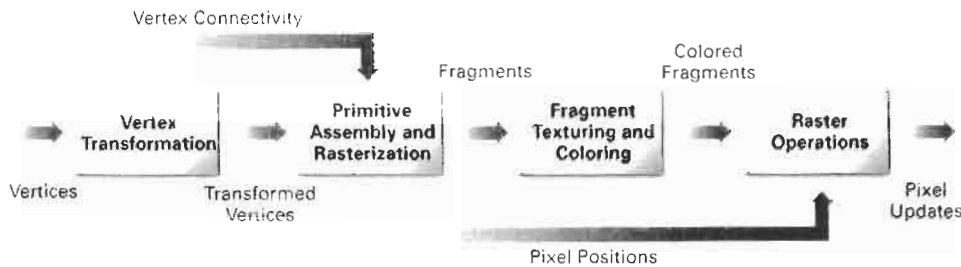 Vertex Connectivity
Vertices
Vertex
Transformation
Transformed
Vertices
Primitive
Assembly and
Rasterization
Fragments
Fragment
Texturing and
Coloring
Colored
Fragments
Raster
Operations
Pixel Positions
Pixel
Updates